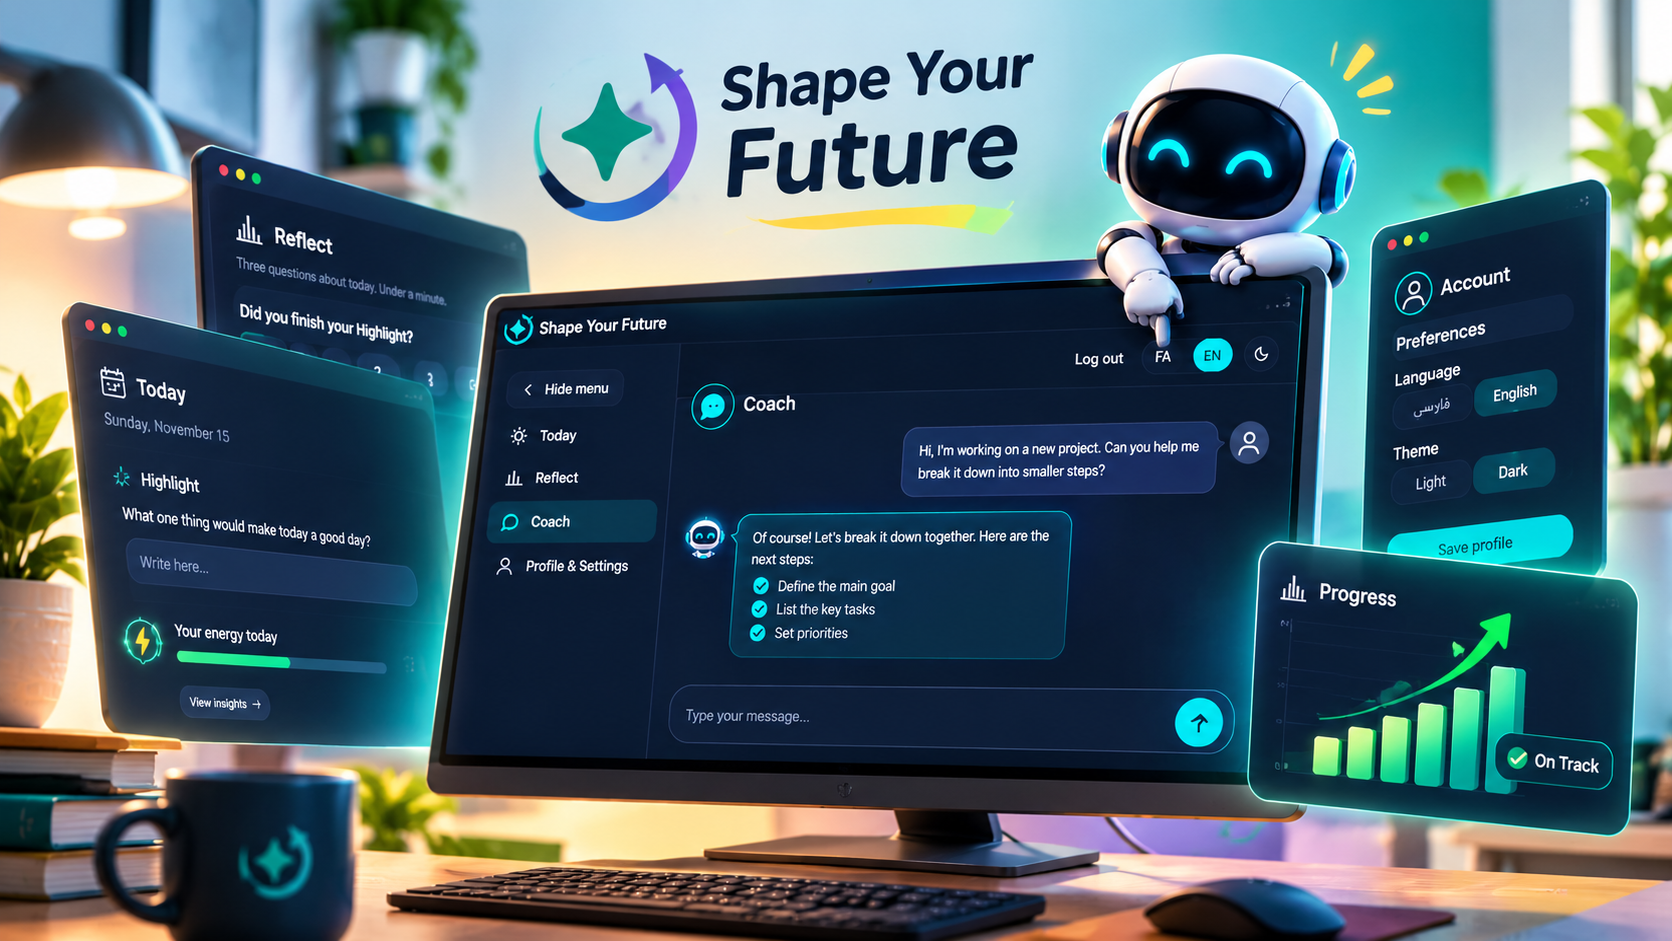 Shape Your
Future
Reflect
Three questions about today. Under a minute.
Did you finish your Highlight?
Today
Sunday, November 15
Highlight
What one thing would make today a good day?
Write here...
Your energy today
View insights →
Shape Your Future
Log out
FA
EN
Hide menu
Today
Reflect
Coach
Profile & Settings
Coach
Hi, I'm working on a new project. Can you help me
break it down into smaller steps?
Of course! Let's break it down together. Here are the
next steps:
Define the main goal
List the key tasks
Set priorities
Type your message...
Account
Preferences
Language
فارسی
English
Theme
Light
Dark
Save profile
Progress
On Track